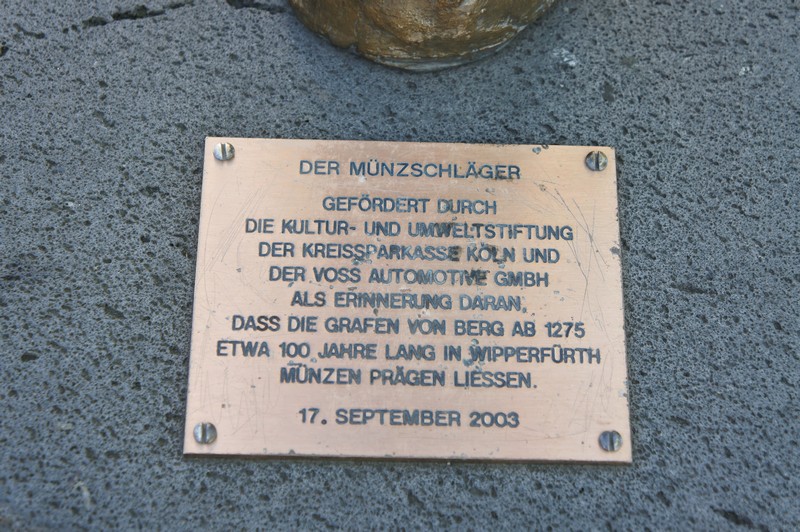 DER MÜNZSCHLÄGER
GEFÖRDERT DURCH
DIE KULTUR- UND UMWELTSTIFTUNG
DER KREISSPARKASSE KÖLN UND
DER VOSS AUTOMOTIVE GMBH
ALS ERINNERUNG DARAN,
DASS DIE GRAFEN VON BERG AB 1275
ETWA 100 JAHRE LANG IN WIPPERFÜRTH
MÜNZEN PRÄGEN LIESSEN.
17. SEPTEMBER 2003